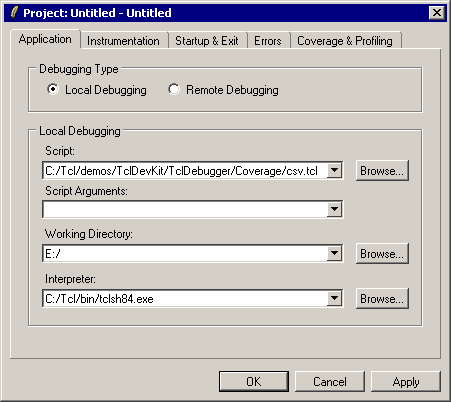 Project: Untitled - Untitled
Application Instrumentation Startup & Exit Errors Coverage & Profiling
Debugging Type
Local Debugging Remote Debugging
Local Debugging
Script:
C:/Tcl/demos/TclDevKit/TclDebugger/Coverage/csv.tcl Browse...
Script Arguments:
Working Directory:
E:/ Browse...
Interpreter:
C:/Tcl/bin/tclsh84.exe Browse...
OK Cancel Apply